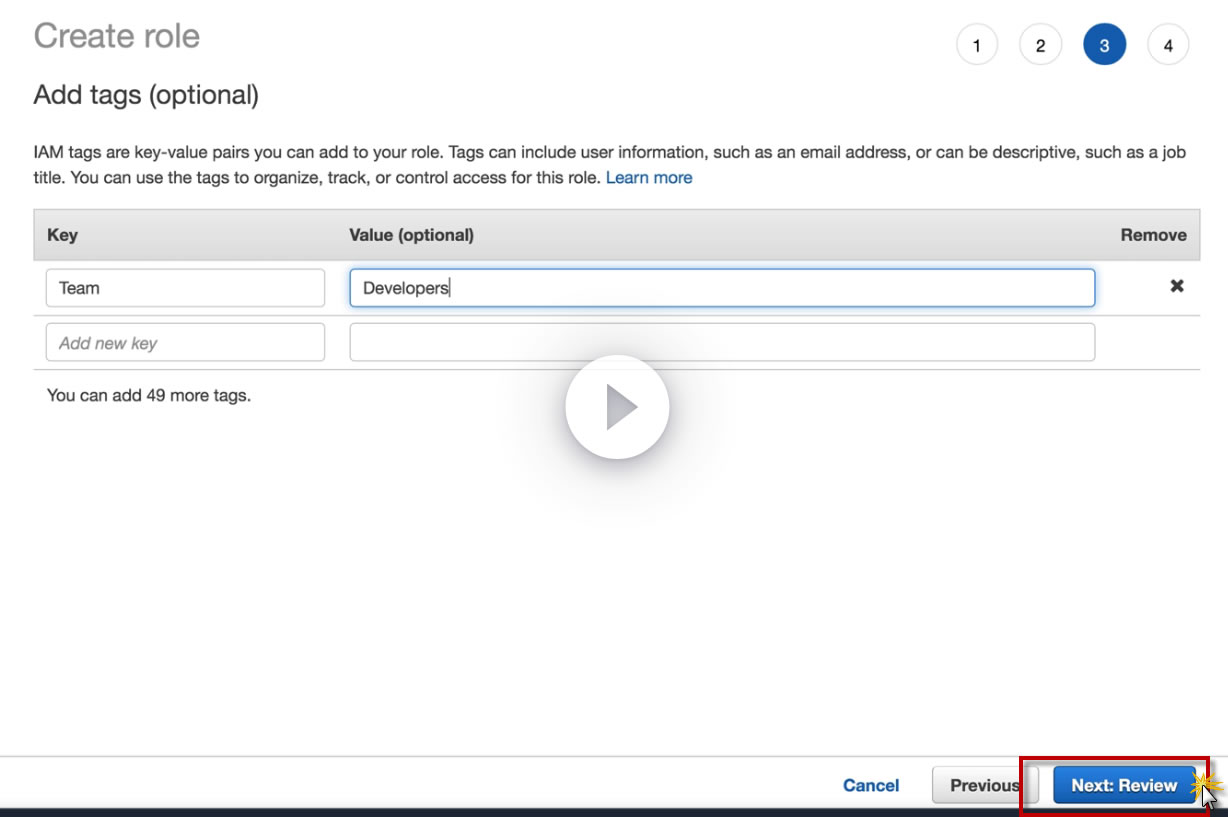 Create role
1 2 3 4
Add tags (optional)
IAM tags are key-value pairs you can add to your role. Tags can include user information, such as an email address, or can be descriptive, such as a job
title. You can use the tags to organize, track, or control access for this role. Learn more
Key Value (optional) Remove
Team Developers
Add new key
You can add 49 more tags.
Cancel Previous Next: Review